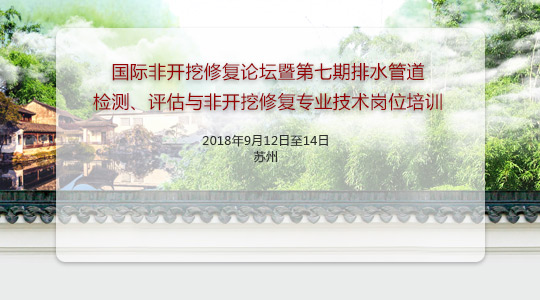 国际非开挖修复论坛暨第七期排水管道
检测、评估与非开挖修复专业技术岗位培训
2018年9月12日至14日
苏州